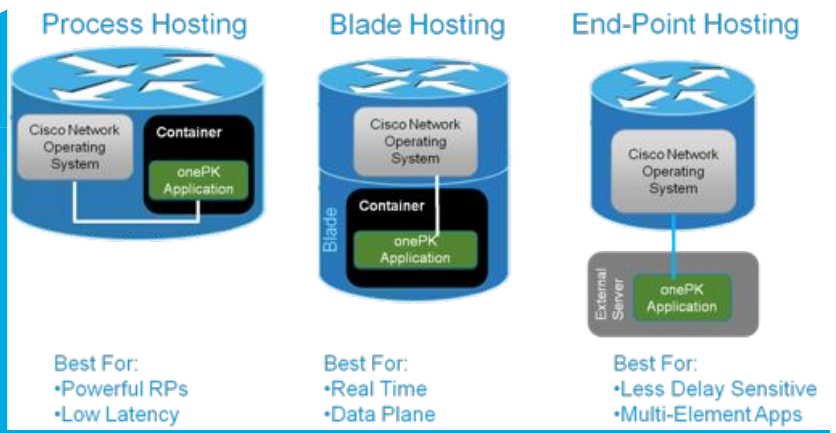 Process Hosting
Cisco Network
Operating
System
Container
onePK
Application
Best For:
•Powerful RPs
•Low Latency
Blade Hosting
Cisco Network
Operating
System
Blade
Container
onePK
Application
Best For:
•Real Time
•Data Plane
End-Point Hosting
Cisco Network
Operating
System
External
Server
onePK
Application
Best For:
•Less Delay Sensitive
•Multi-Element Apps